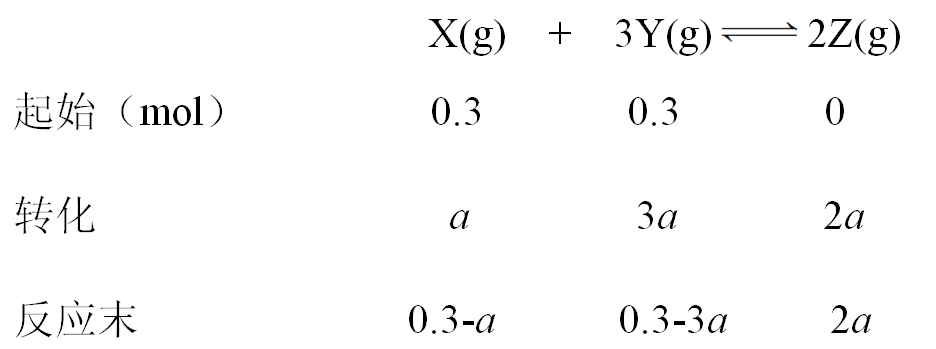 X(g) + 3Y(g) ⇌ 2Z(g)
起始（mol） 0.3 0.3 0
转化 a 3a 2a
反应末 0.3-a 0.3-3a 2a